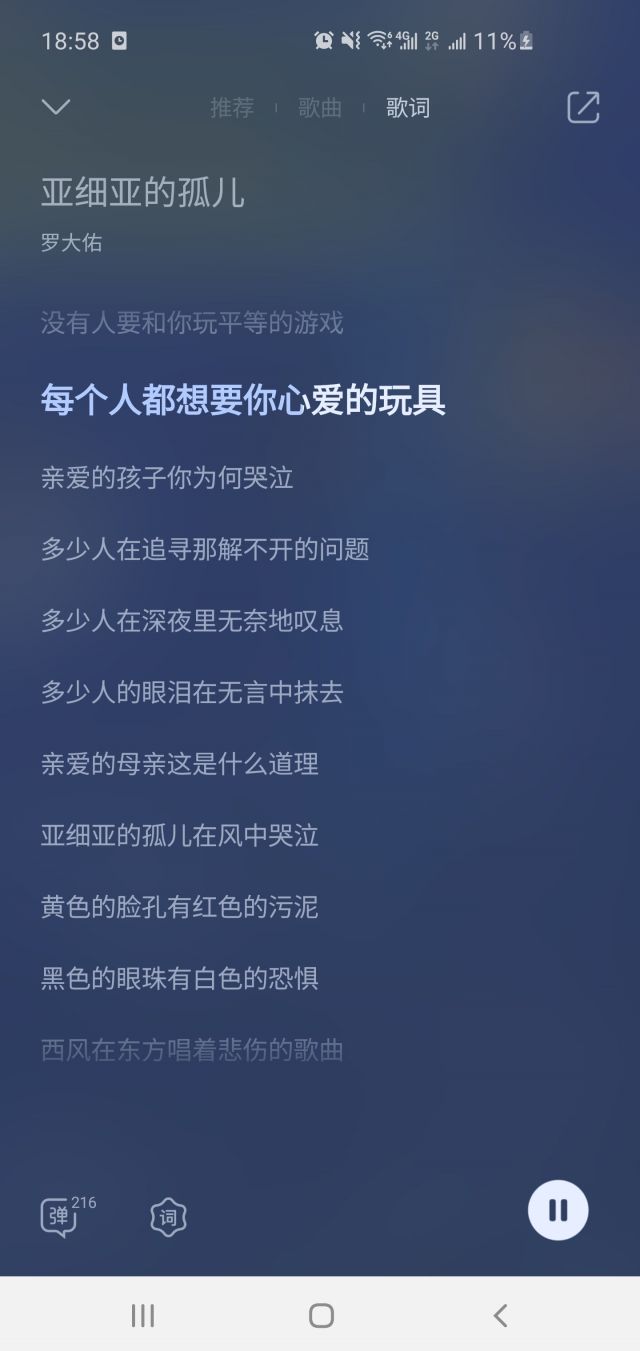 18:58 4G 2G 11%
推荐 歌曲 歌词
亚细亚的孤儿
罗大佑
没有人要和你玩平等的游戏
每个人都想要你心爱的玩具
亲爱的孩子你为何哭泣
多少人在追寻那解不开的问题
多少人在深夜里无奈地叹息
多少人的眼泪在无言中抹去
亲爱的母亲这是什么道理
亚细亚的孤儿在风中哭泣
黄色的脸孔有红色的污泥
黑色的眼珠有白色的恐惧
西风在东方唱着悲伤的歌曲
弹 216 词